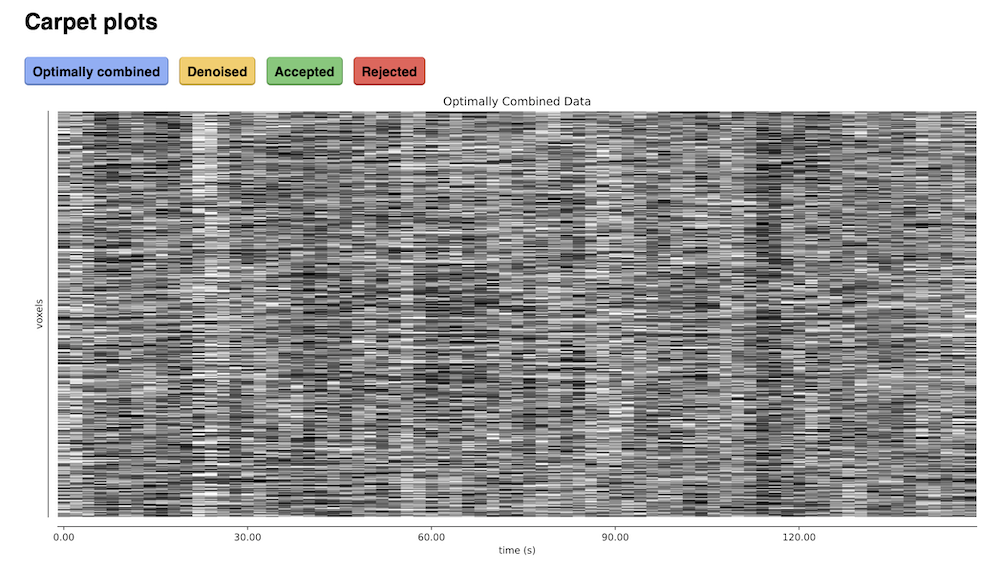 Carpet plots
Optimally combined Denoised Accepted Rejected
Optimally Combined Data
voxels
0.00 30.00 60.00 90.00 120.00
time (s)